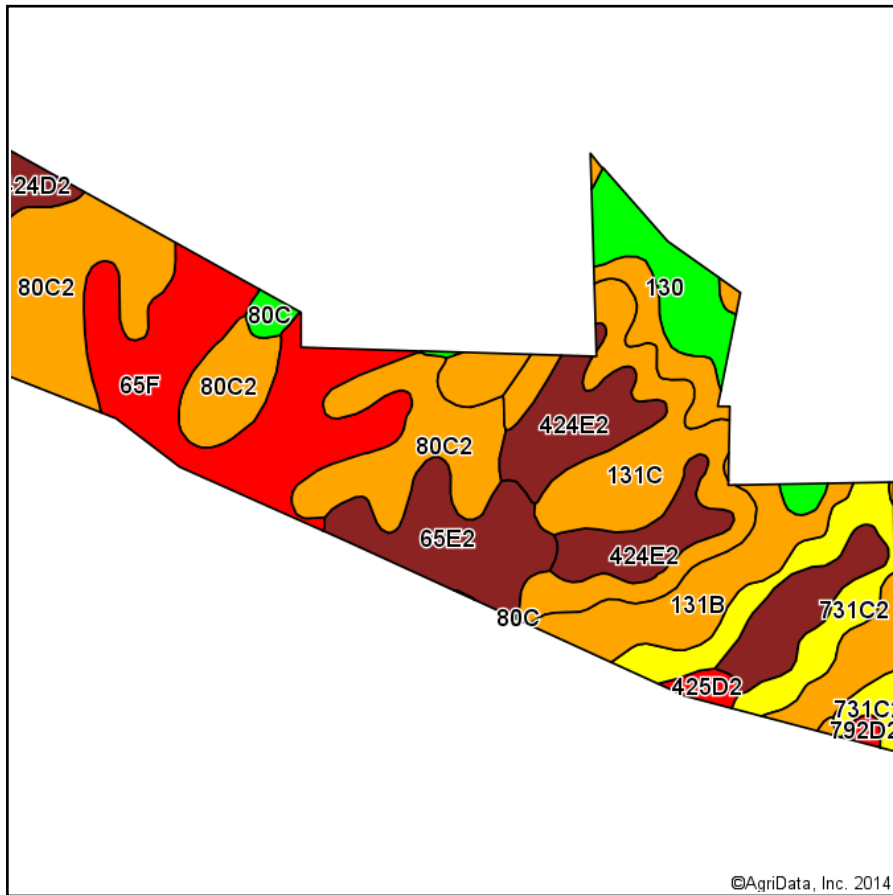 24D2
130
80C2
80C
65F
80C2
424E2
80C2
131C
65E2
424E2
131B
731C2
80C
425D2
731C
792D2
©AgriData, Inc. 2014